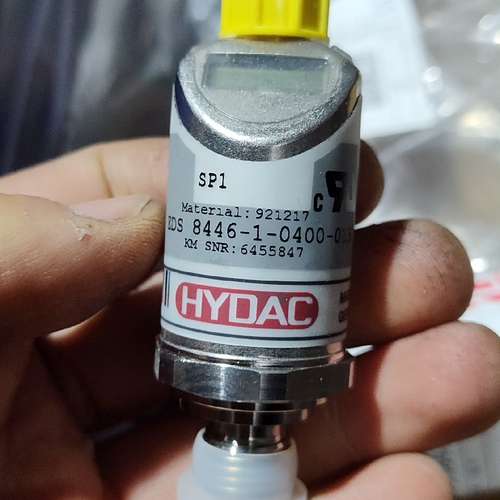 SP1
Material: 921217
EDS 8446-1-0400-0
KM SNR: 6455847
HYDAC